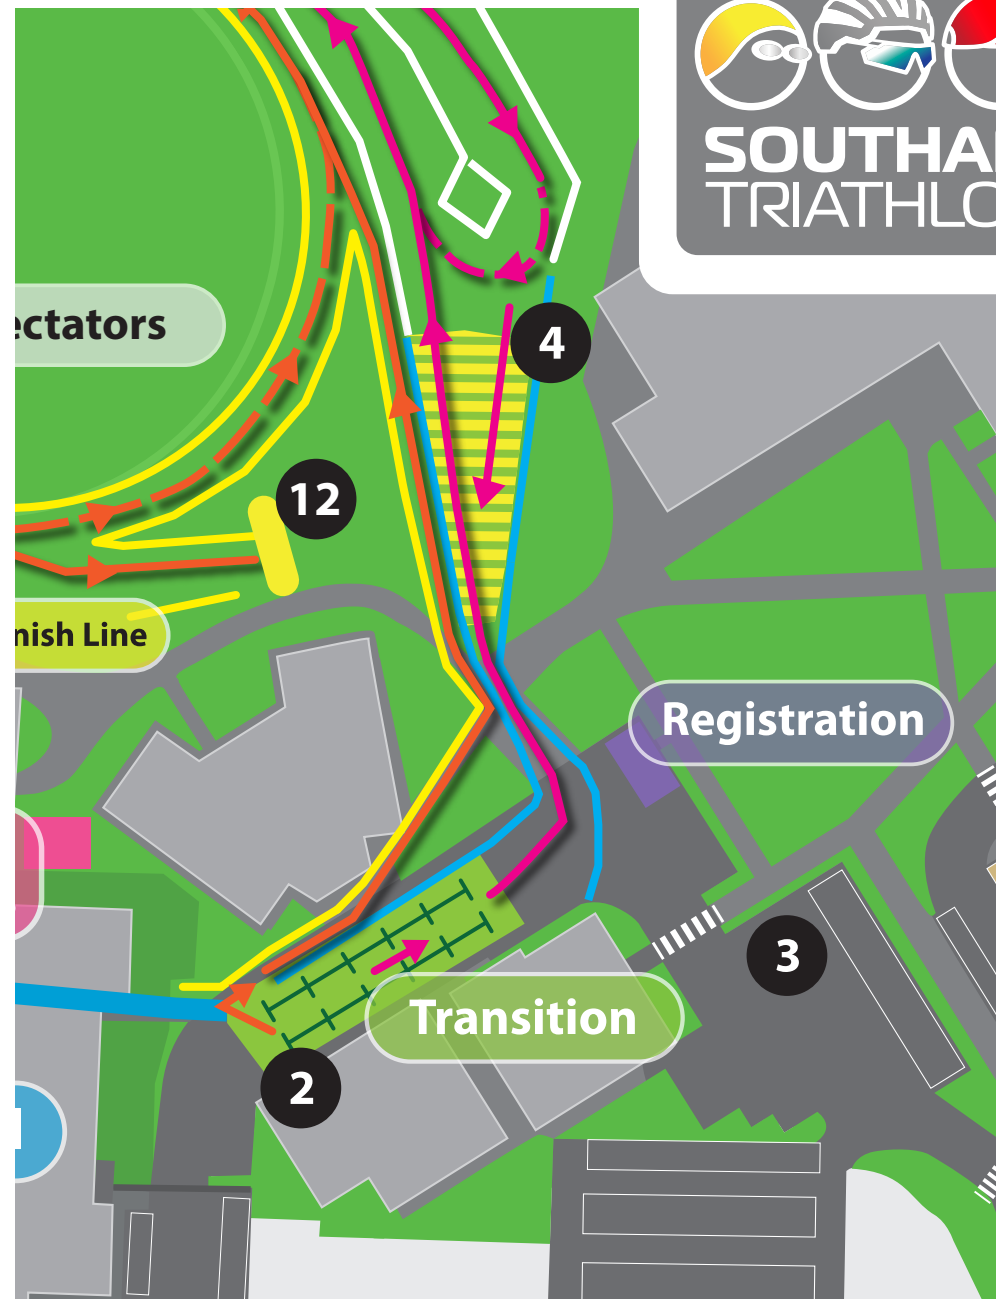 SOUTHA
TRIATHLO
ectators
4
12
nish Line
Registration
3
Transition
2